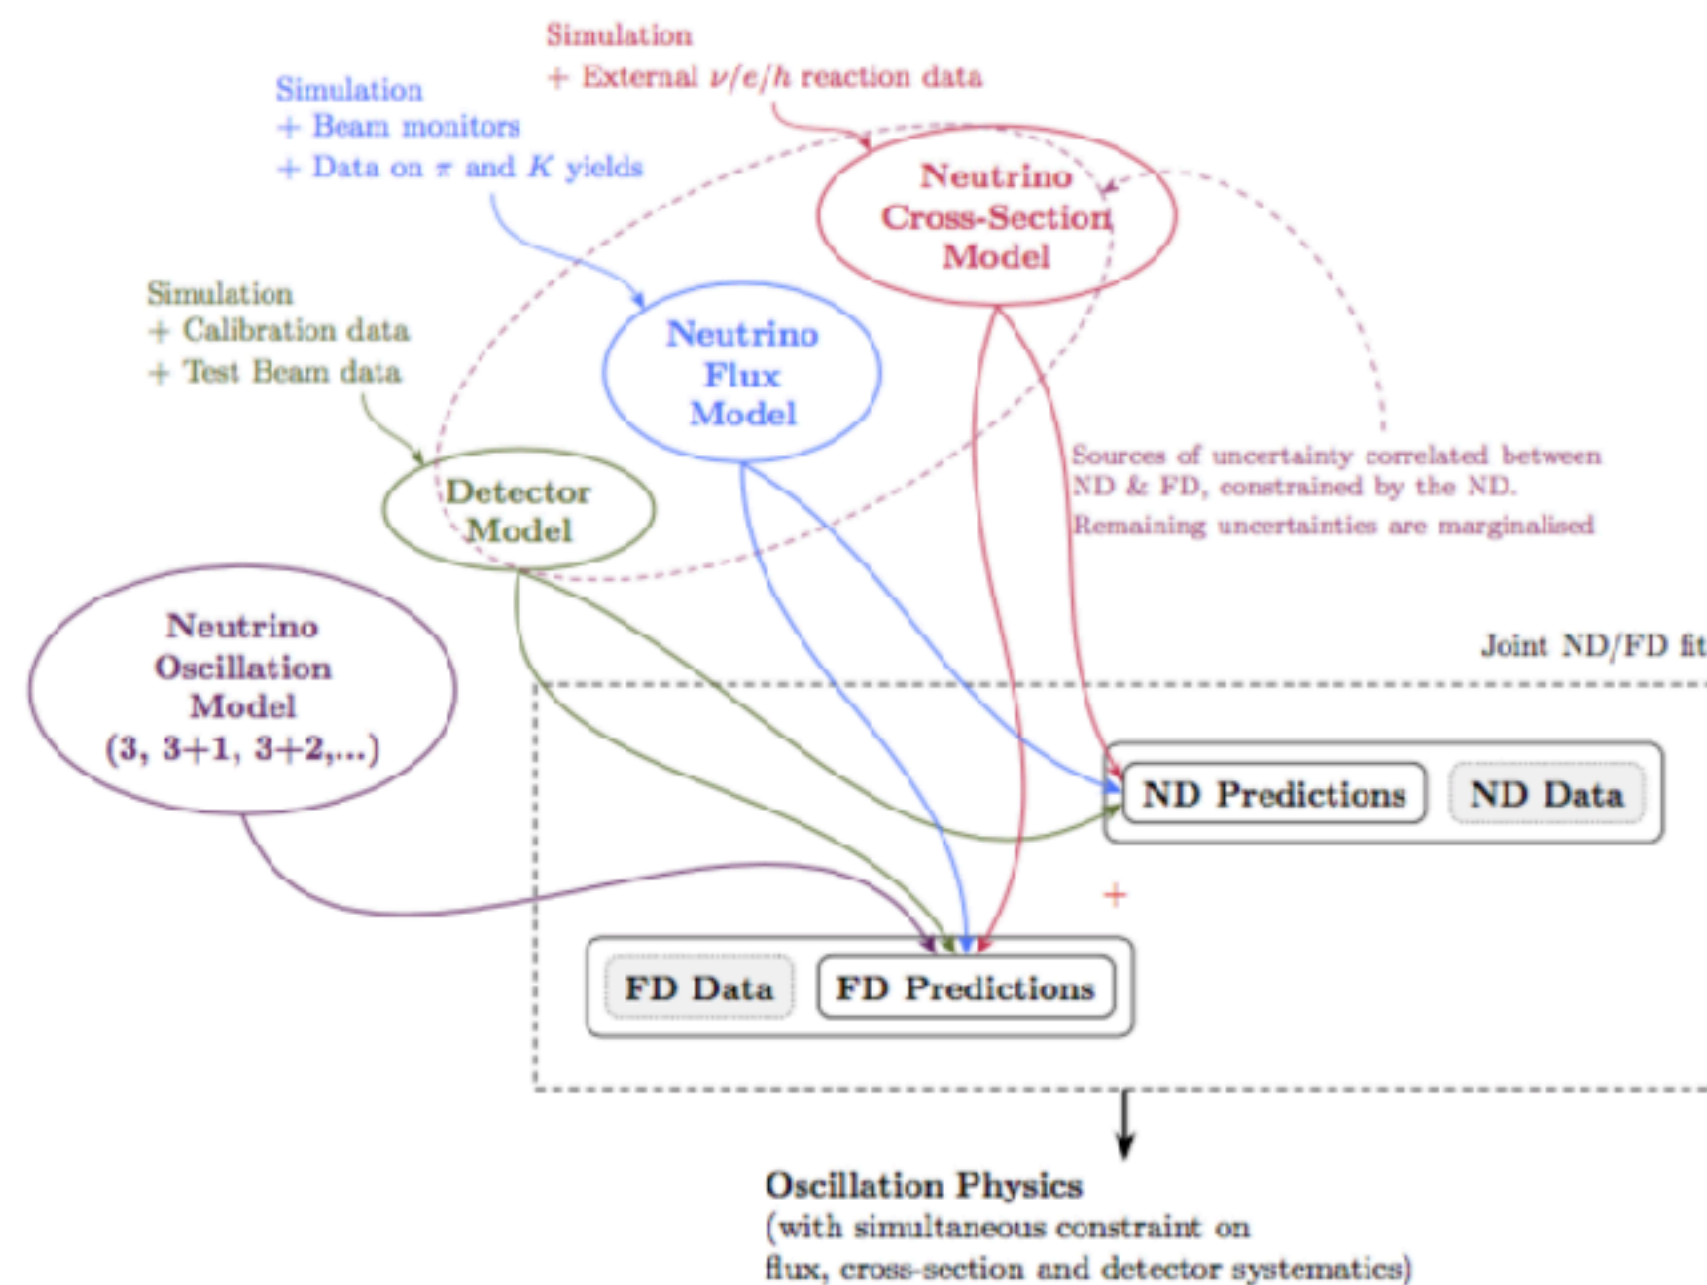 Simulation
+ External ν/e/h reaction data
Simulation
+ Beam monitors
+ Data on π and K yields
Neutrino
Cross-Section
Model
Simulation
+ Calibration data
+ Test Beam data
Neutrino
Flux
Model
Detector
Model
Sources of uncertainty correlated between
ND & FD, constrained by the ND.
Remaining uncertainties are marginalised
Neutrino
Oscillation
Model
(3, 3+1, 3+2,...)
Joint ND/FD fit
ND Predictions
ND Data
+
FD Data
FD Predictions
Oscillation Physics
(with simultaneous constraint on
flux, cross-section and detector systematics)